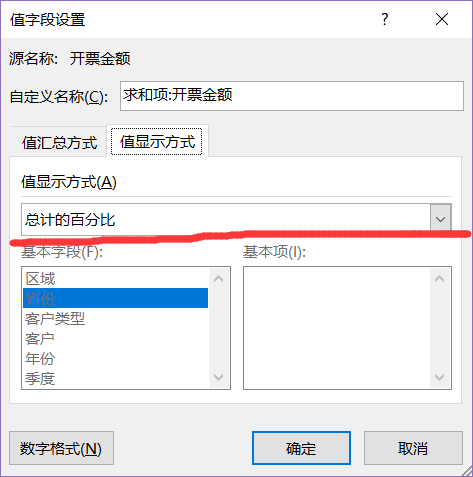 值字段设置
源名称: 开票金额
自定义名称(C): 求和项:开票金额
值汇总方式 值显示方式
值显示方式(A)
总计的百分比
基本字段(F): 基本项(I):
区域
省份
客户类型
客户
年份
季度
数字格式(N) 确定 取消